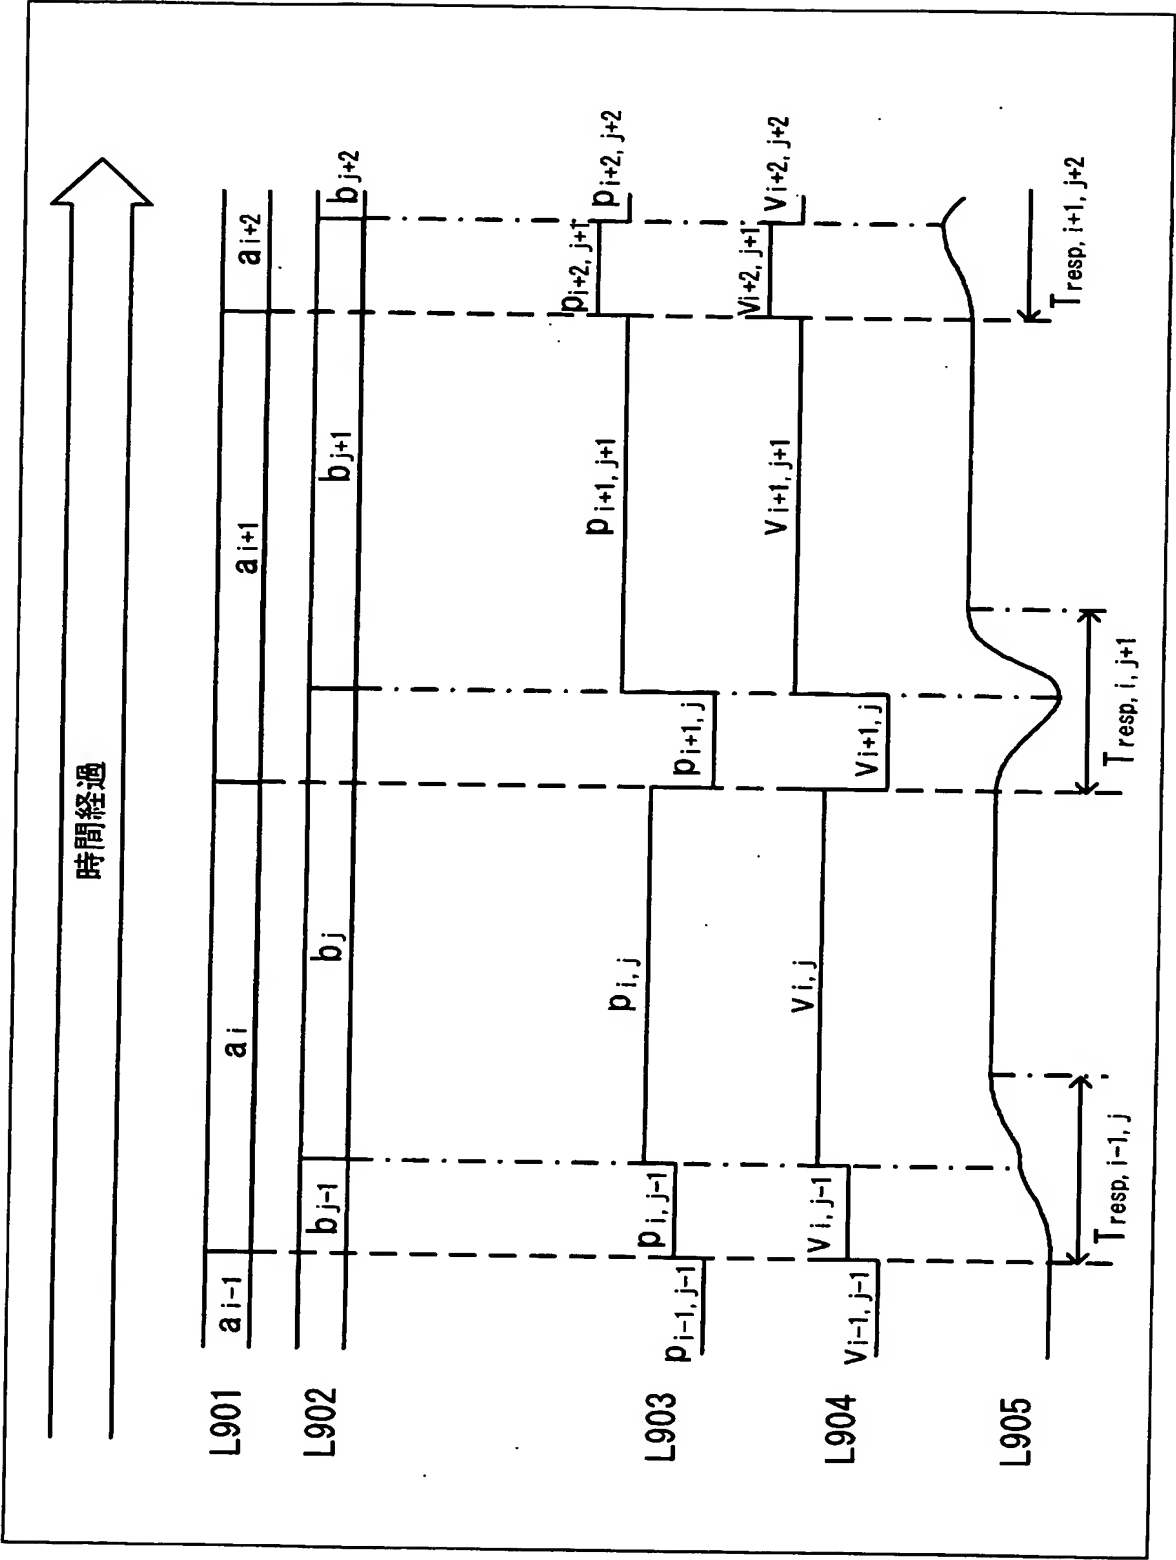 時間経過
L901
a i-1
a i
a i+1
a i+2
L902
b j-1
b j
b j+1
b j+2
L903
p i-1, j-1
p i, j-1
p i, j
p i+1, j
p i+1, j+1
p i+2, j+1
p i+2, j+2
L904
V i-1, j-1
V i, j-1
V i, j
V i+1, j
V i+1, j+1
V i+2, j+1
V i+2, j+2
L905
T resp, i-1, j
T resp, i, j+1
T resp, i+1, j+2